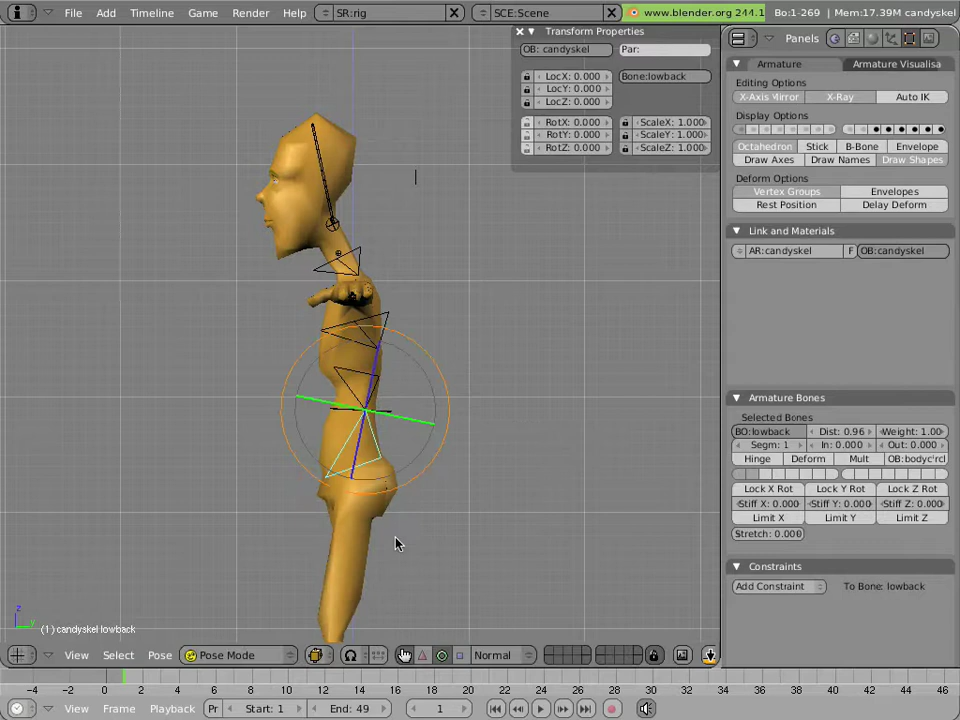 File Add Timeline Game Render Help SR:rig SCE:Scene www.blender.org 244.1 Bo:1-269 | Mem:17.39M candyskel
Transform Properties
OB: candyskel Par:
LocX: 0.000 Bone:lowback
LocY: 0.000
LocZ: 0.000
RotX: 0.000 ScaleX: 1.000
RotY: 0.000 ScaleY: 1.000
RotZ: 0.000 ScaleZ: 1.000
Panels
Armature Armature Visualisa
Editing Options
X-Axis Mirror X-Ray Auto IK
Display Options
Octahedron Stick B-Bone Envelope
Draw Axes Draw Names Draw Shapes
Deform Options
Vertex Groups Envelopes
Rest Position Delay Deform
Link and Materials
AR:candyskel F OB:candyskel
Armature Bones
Selected Bones
BO:lowback Dist: 0.96 Weight: 1.00
Segm: 1 In: 0.000 Out: 0.000
Hinge Deform Mult OB:bodycircl
Lock X Rot Lock Y Rot Lock Z Rot
Stiff X: 0.000 Stiff Y: 0.000 Stiff Z: 0.000
Limit X Limit Y Limit Z
Stretch: 0.000
Constraints
Add Constraint To Bone: lowback
z
y
(1) candyskel lowback
View Select Pose Pose Mode Normal
-4 -2 0 2 4 6 8 10 12 14 16 18 20 22 24 26 28 30 32 34 36 38 40 42 44 46
View Frame Playback Pr Start: 1 End: 49 1